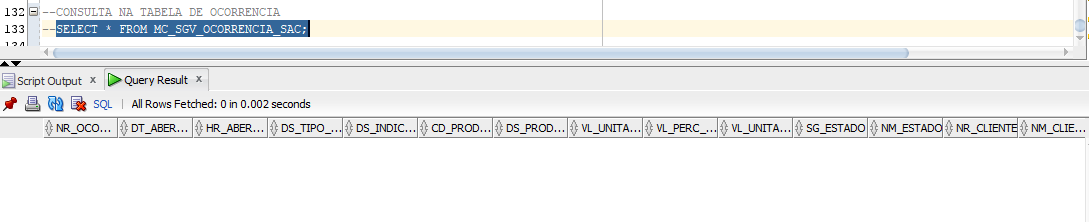 132 --CONSULTA NA TABELA DE OCORRENCIA
133 --SELECT * FROM MC_SGV_OCORRENCIA_SAC;
134
Script Output x Query Result x
SQL | All Rows Fetched: 0 in 0.002 seconds
NR_OCO... DT_ABER... HR_ABER... DS_TIPO_... DS_INDIC... CD_PROD... DS_PROD... VL_UNITA... VL_PERC_... VL_UNITA... SG_ESTADO NM_ESTADO NR_CLIENTE NM_CLIE...